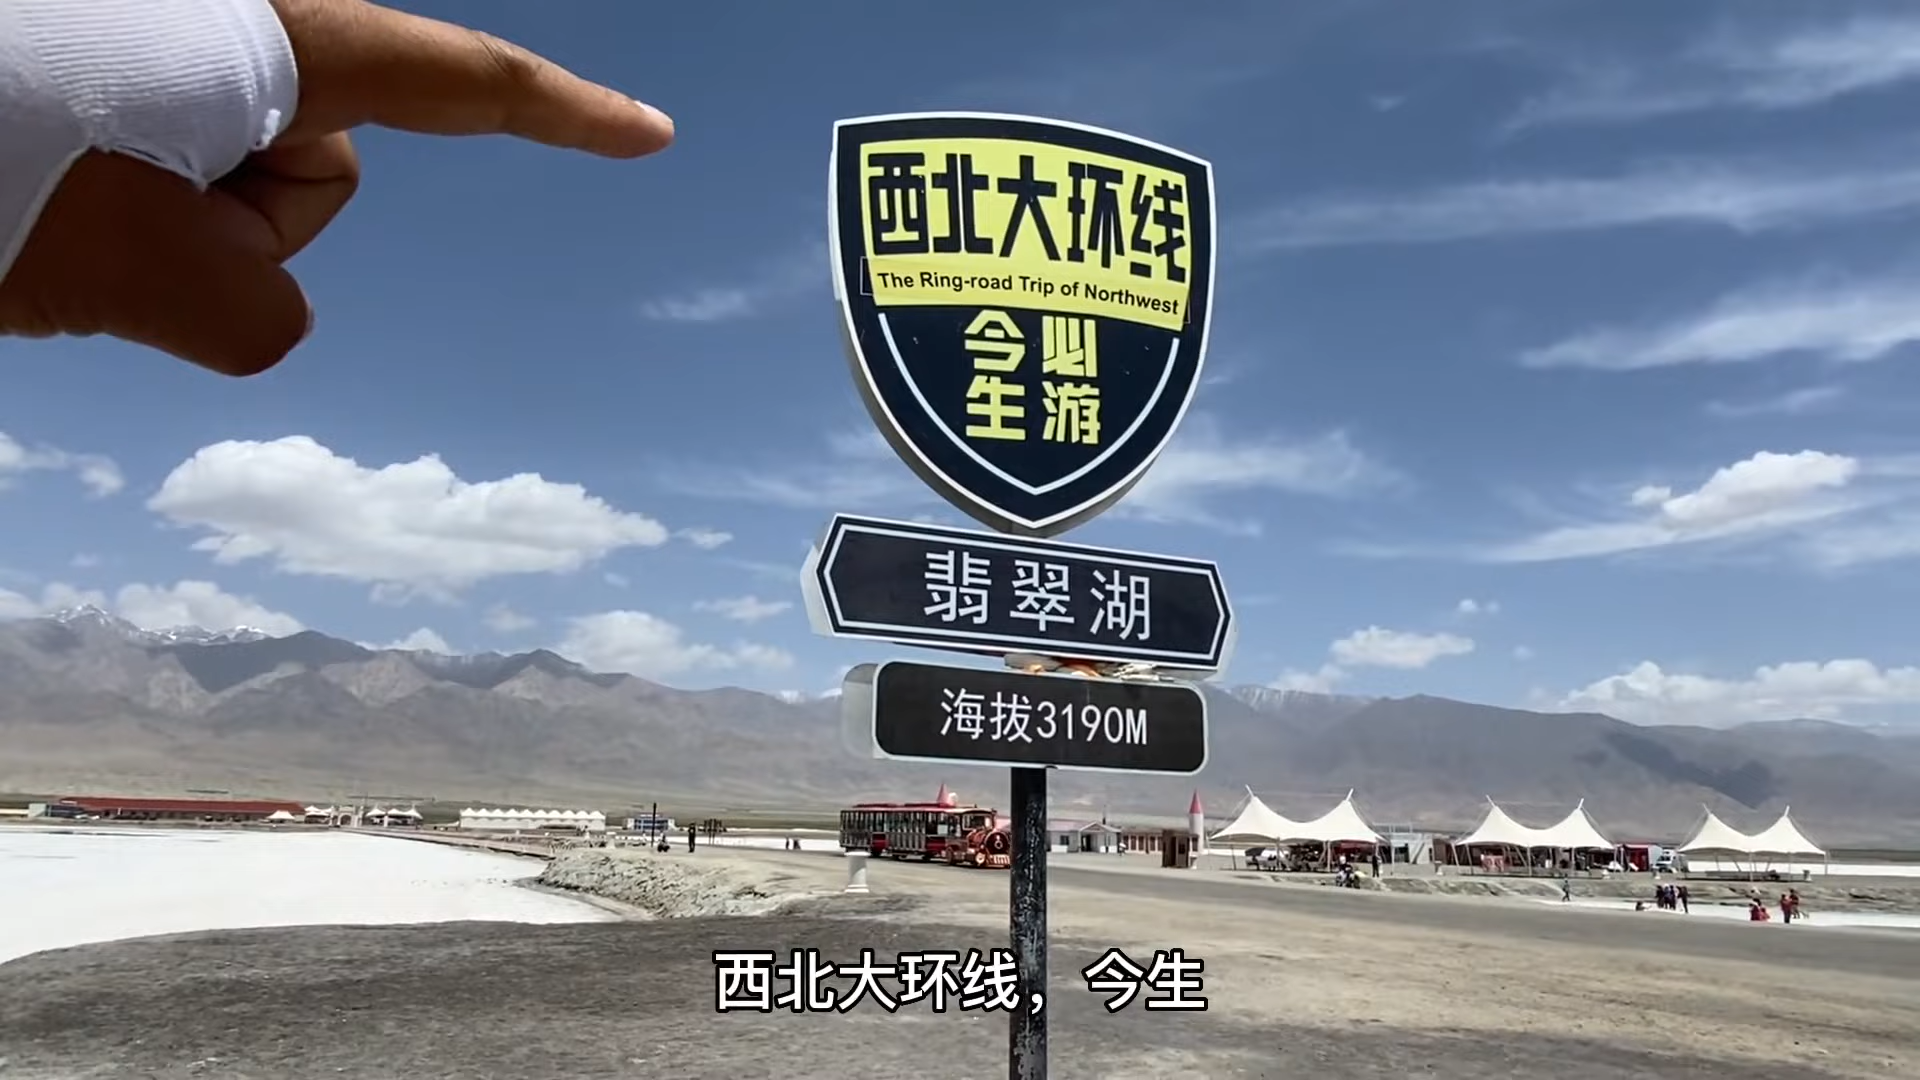 西北大环线
The Ring-road Trip of Northwest
今必
生游
翡翠湖
海拔3190M
西北大环线，今生